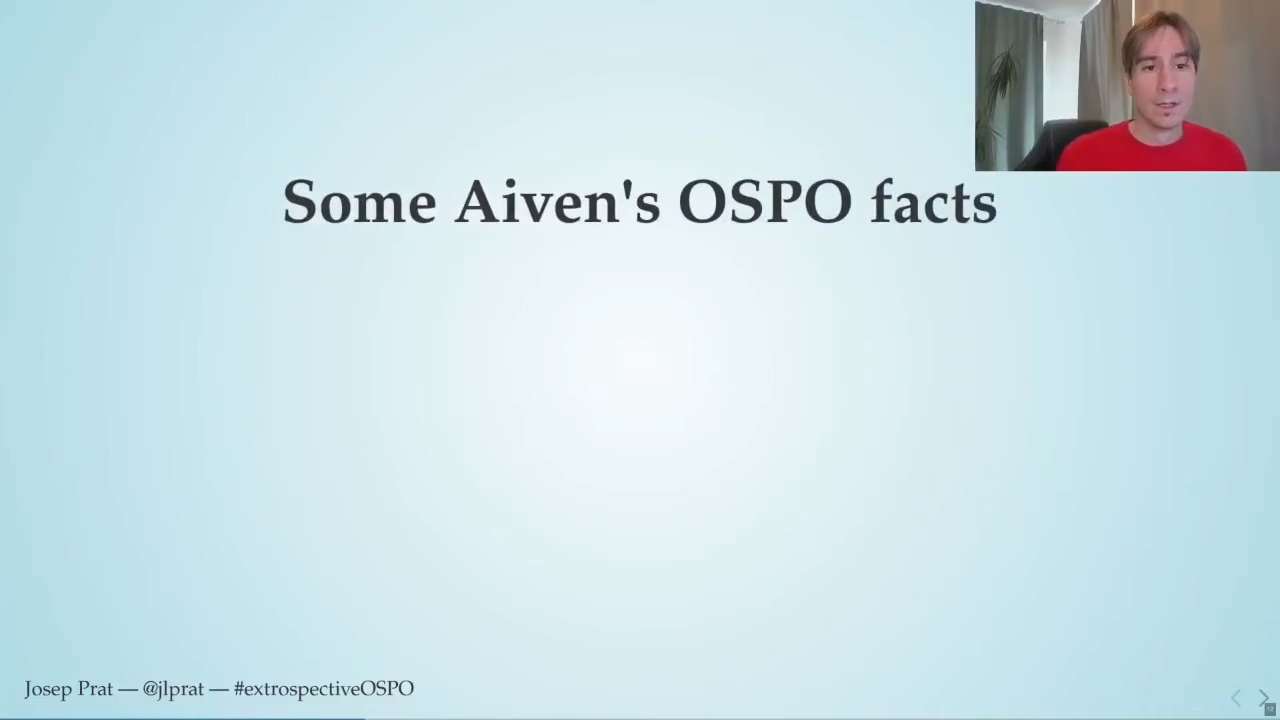 Some Aiven's OSPO facts
Josep Prat — @jlprat — #extrospectiveOSPO